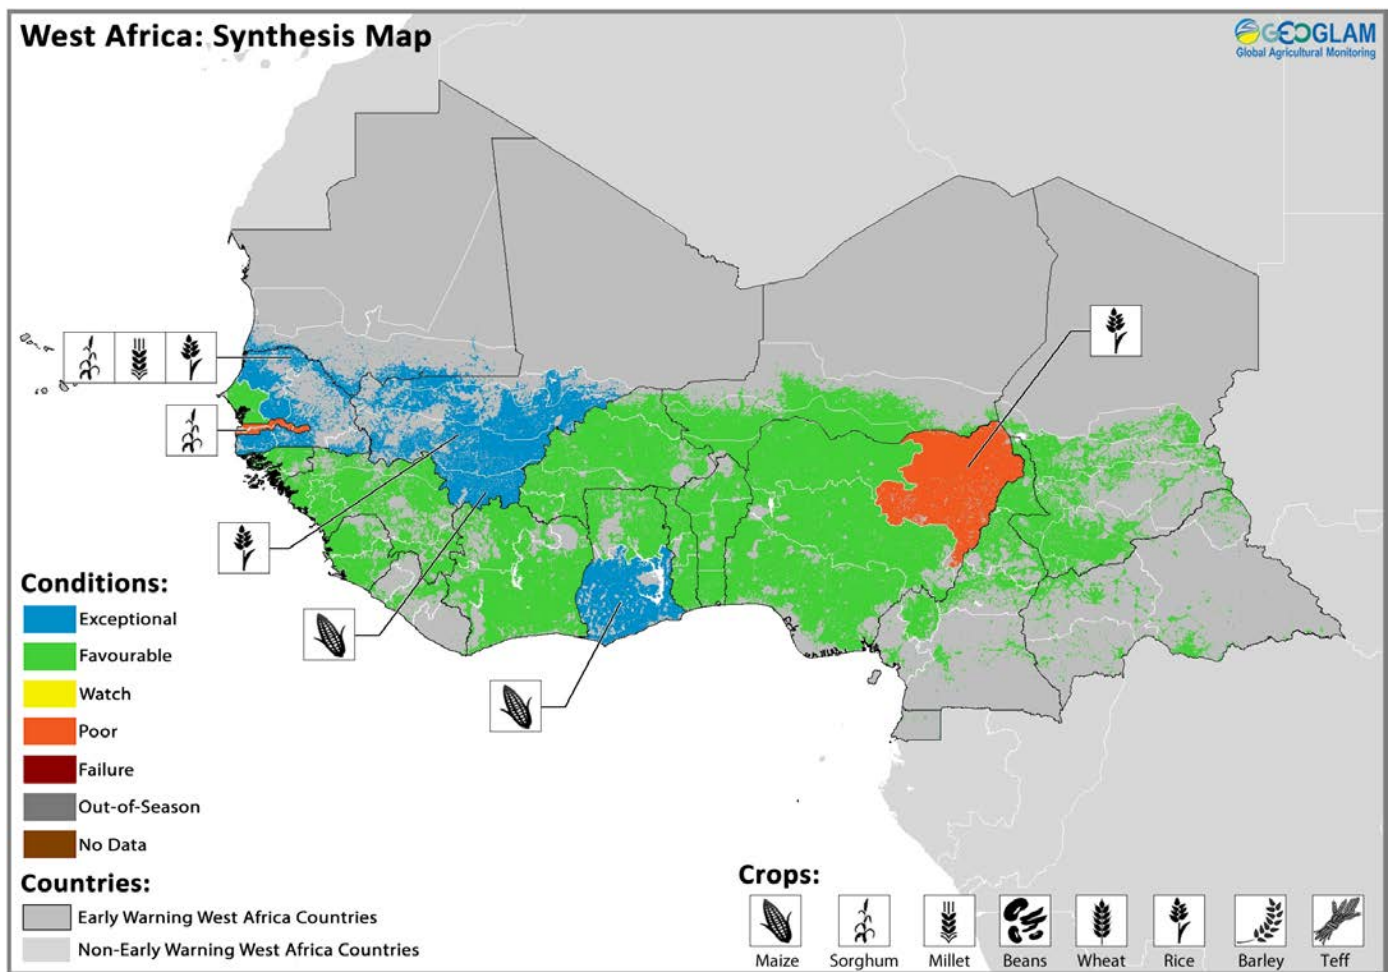 West Africa: Synthesis Map
GEOGLAM
Global Agricultural Monitoring
Conditions:
Exceptional
Favourable
Watch
Poor
Failure
Out-of-Season
No Data
Countries:
Early Warning West Africa Countries
Non-Early Warning West Africa Countries
Crops:
Maize Sorghum Millet Beans Wheat Rice Barley Teff